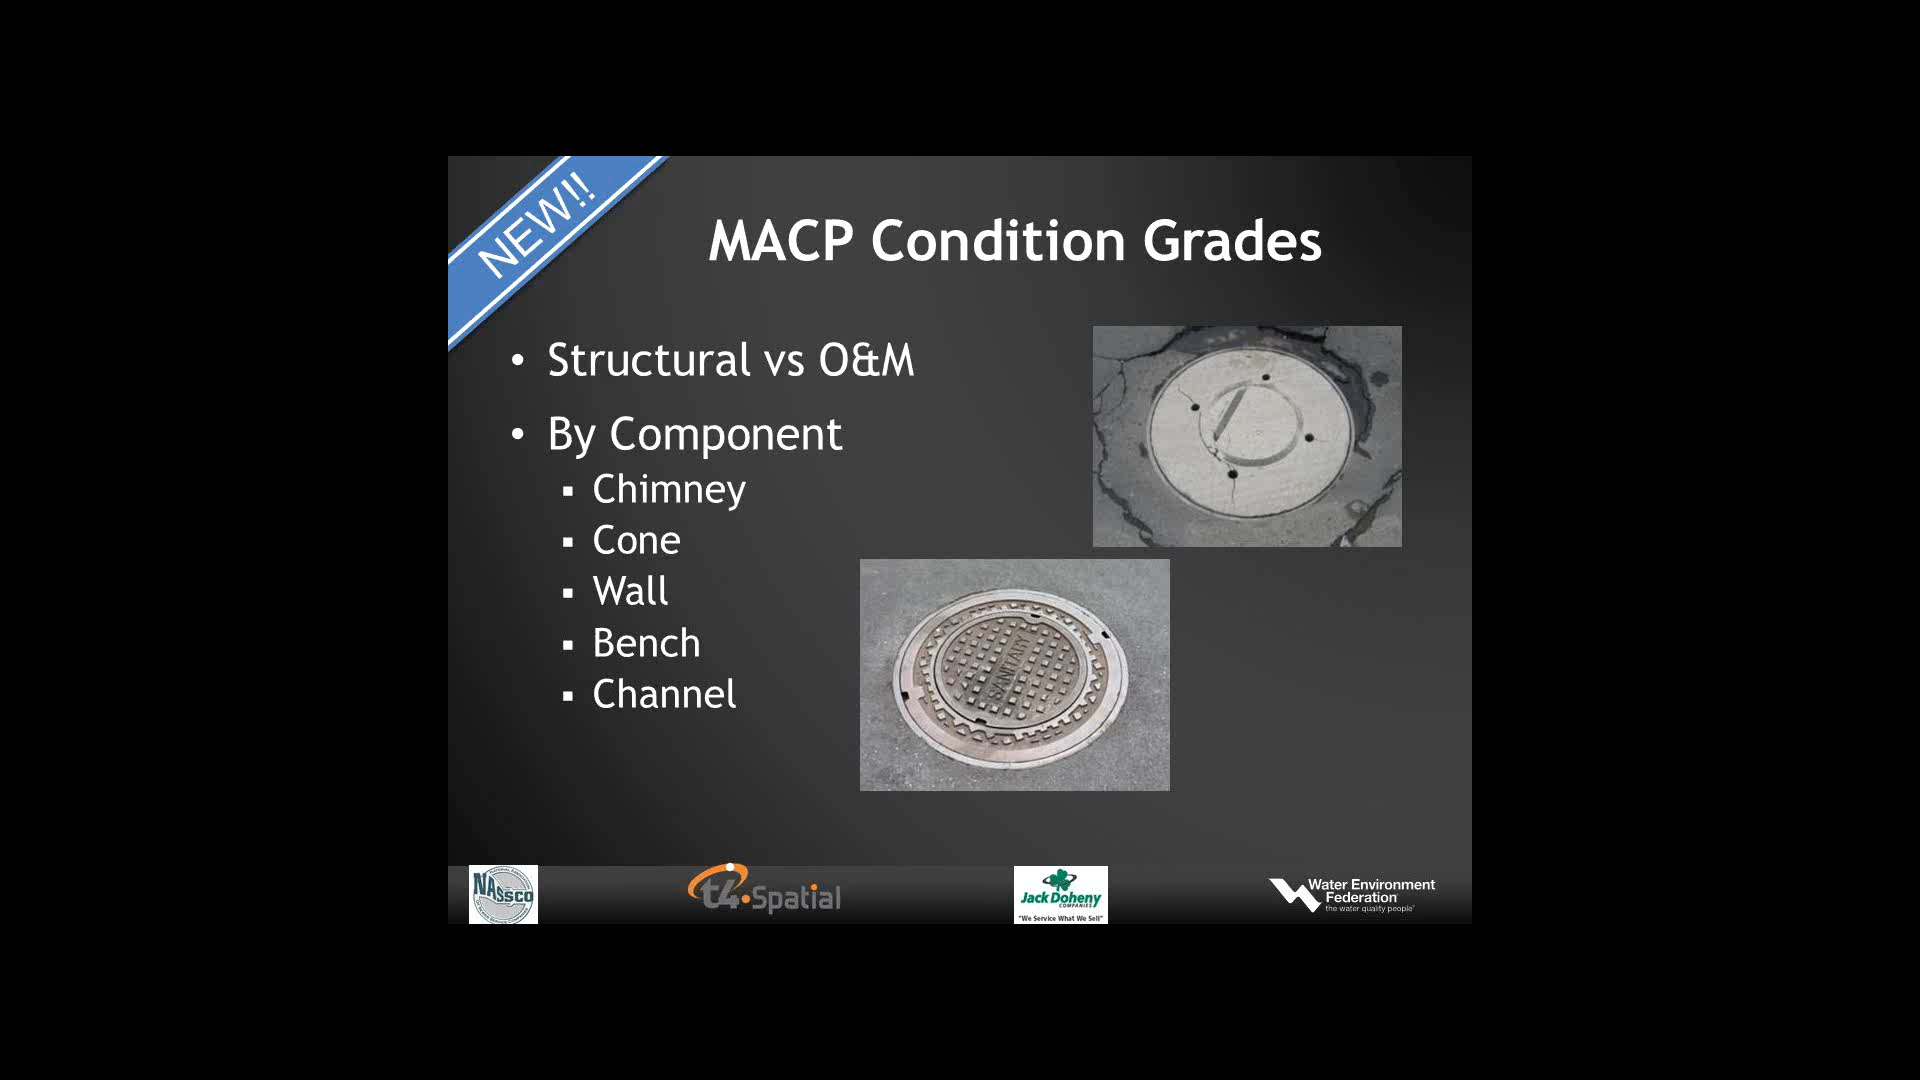 NEW!!
MACP Condition Grades
• Structural vs O&M
• By Component
▪ Chimney
▪ Cone
▪ Wall
▪ Bench
▪ Channel
SANITARY
NASSCO
t4.Spatial
Jack Doheny
COMPANIES
"We Service What We Sell"
Water Environment
Federation
the water quality people